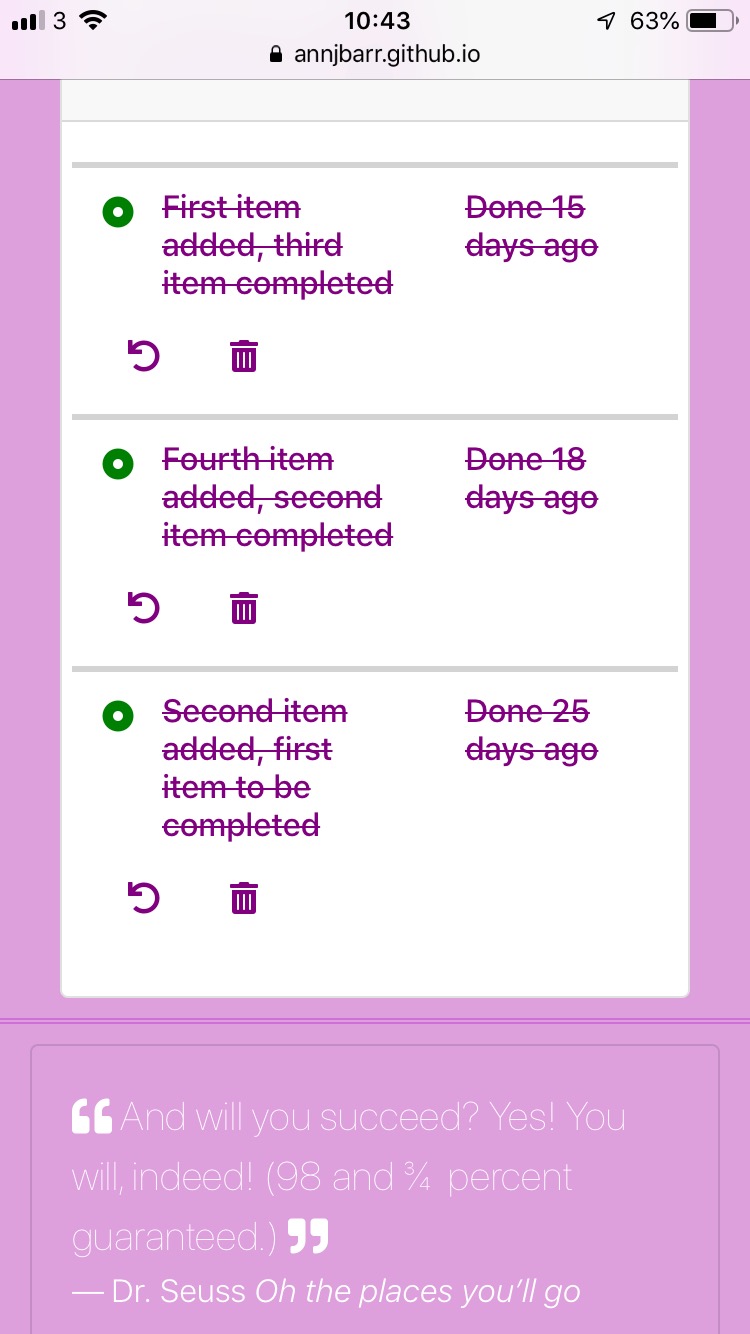 3 10:43 63%
annjbarr.github.io
First item Done 15
added, third days ago
item completed
Fourth item Done 18
added, second days ago
item completed
Second item Done 25
added, first days ago
item to be
completed
❝ And will you succeed? Yes! You
will, indeed! (98 and ¾ percent
guaranteed.) ❞
— Dr. Seuss Oh the places you’ll go